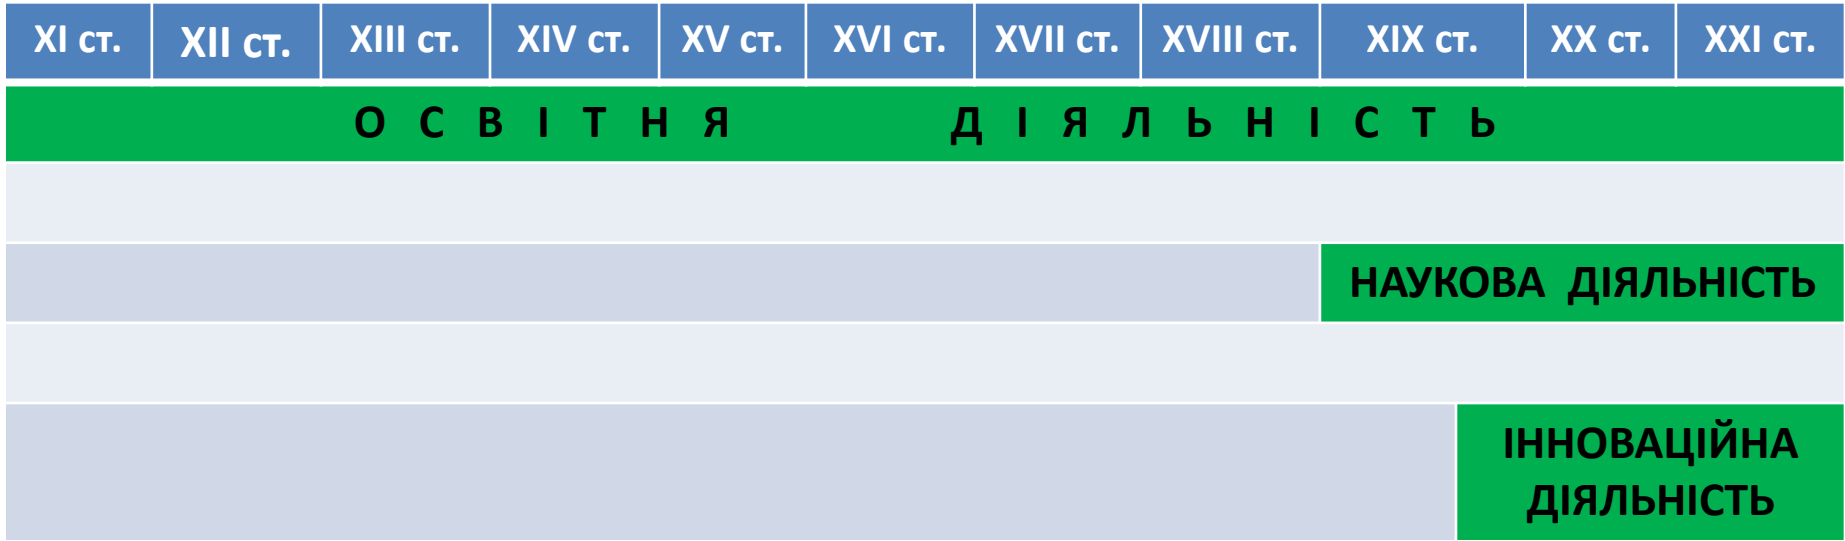 XI ст. XII ст. XIII ст. XIV ст. XV ст. XVI ст. XVII ст. XVIII ст. XIX ст. XX ст. XXI ст.
О С В І Т Н Я Д І Я Л Ь Н І С Т Ь
НАУКОВА ДІЯЛЬНІСТЬ
ІННОВАЦІЙНА
ДІЯЛЬНІСТЬ